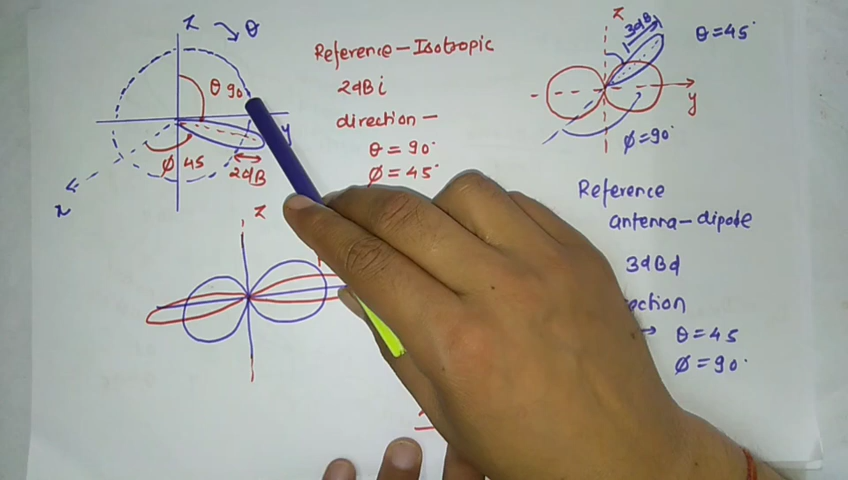 z
θ
θ 90
y
φ 45
2dB
x
Reference-Isotropic
2dBi
direction-
θ = 90°
φ = 45°
z
z
3dB
θ=45°
y
φ=90°
Reference
antenna-dipole
3dBd
θ = 45
φ = 90°